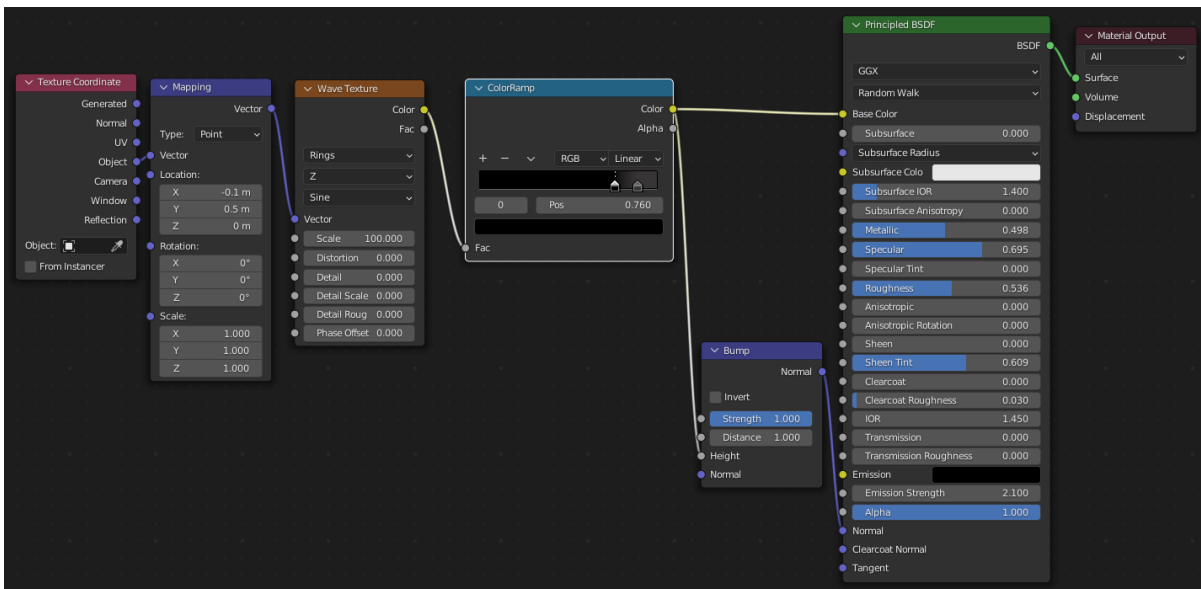 Texture Coordinate
Generated
Normal
UV
Object
Camera
Window
Reflection
Object:
From Instancer
Mapping
Vector
Type: Point
Vector
Location:
X -0.1 m
Y 0.5 m
Z 0 m
Rotation:
X 0°
Y 0°
Z 0°
Scale:
X 1.000
Y 1.000
Z 1.000
Wave Texture
Color
Fac
Rings
Z
Sine
Vector
Scale 100.000
Distortion 0.000
Detail 0.000
Detail Scale 0.000
Detail Roug 0.000
Phase Offset 0.000
ColorRamp
Color
Alpha
+ − RGB Linear
0 Pos 0.760
Fac
Bump
Normal
Invert
Strength 1.000
Distance 1.000
Height
Normal
Principled BSDF
BSDF
GGX
Random Walk
Base Color
Subsurface 0.000
Subsurface Radius
Subsurface Colo
Subsurface IOR 1.400
Subsurface Anisotropy 0.000
Metallic 0.498
Specular 0.695
Specular Tint 0.000
Roughness 0.536
Anisotropic 0.000
Anisotropic Rotation 0.000
Sheen 0.000
Sheen Tint 0.609
Clearcoat 0.000
Clearcoat Roughness 0.030
IOR 1.450
Transmission 0.000
Transmission Roughness 0.000
Emission
Emission Strength 2.100
Alpha 1.000
Normal
Clearcoat Normal
Tangent
Material Output
All
Surface
Volume
Displacement